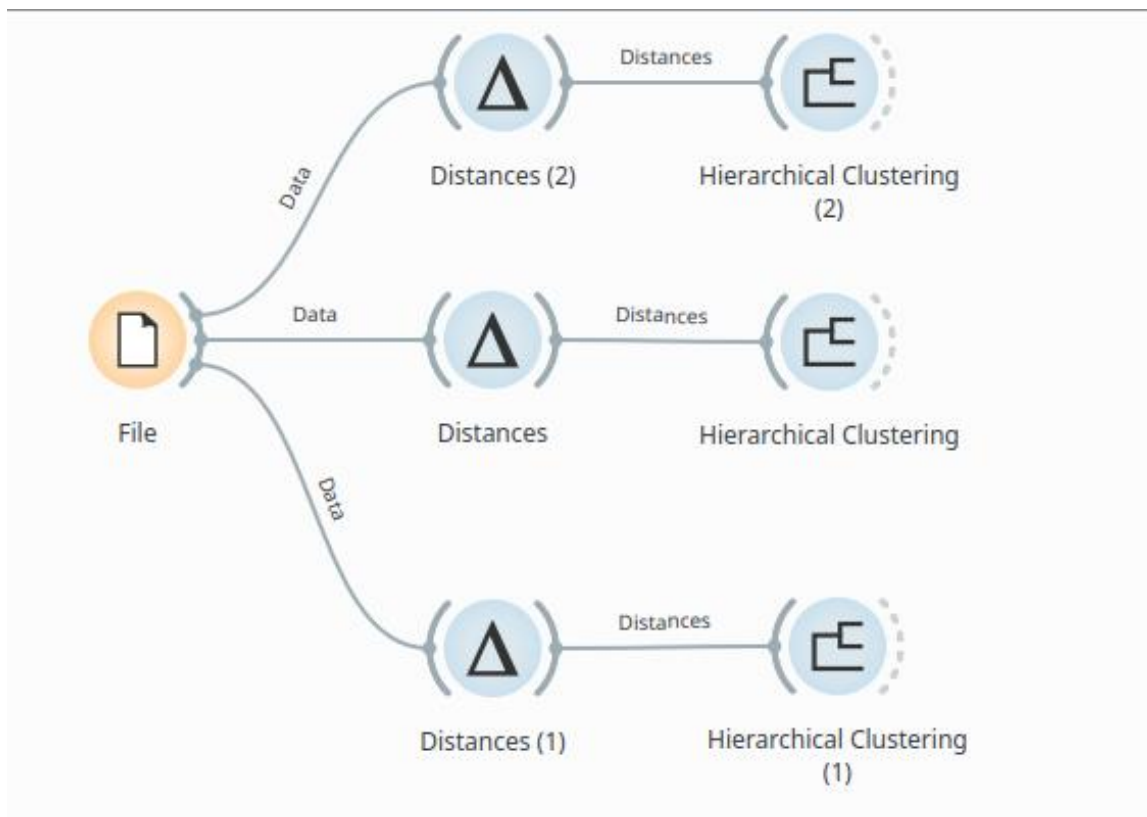 Distances
Distances (2)
Hierarchical Clustering
(2)
Data
Data
Distances
File
Distances
Hierarchical Clustering
Data
Distances
Distances (1)
Hierarchical Clustering
(1)